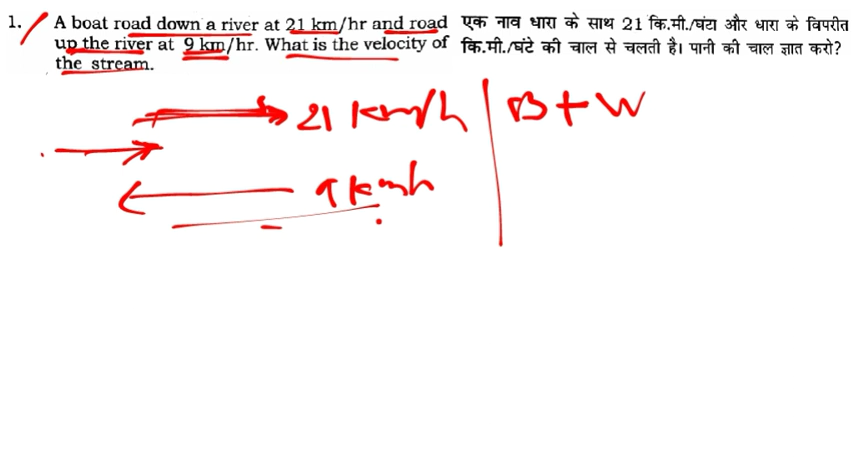 1. A boat road down a river at 21 km/hr and road
up the river at 9 km/hr. What is the velocity of
the stream.
एक नाव धारा के साथ 21 कि.मी./घंटा और धारा के विपरीत
कि.मी./घंटे की चाल से चलती है। पानी की चाल ज्ञात करो?
21 km/h
B + W
9 kmh